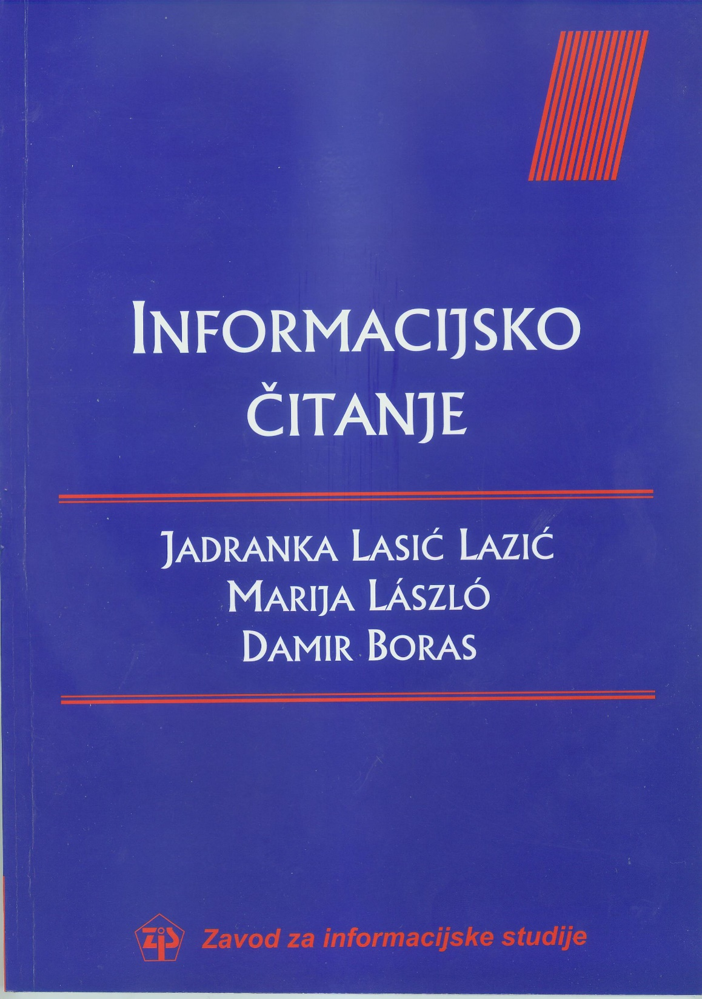 INFORMACIJSKO
ČITANJE
JADRANKA LASIĆ LAZIĆ
MARIJA LÁSZLÓ
DAMIR BORAS
ZIS Zavod za informacijske studije